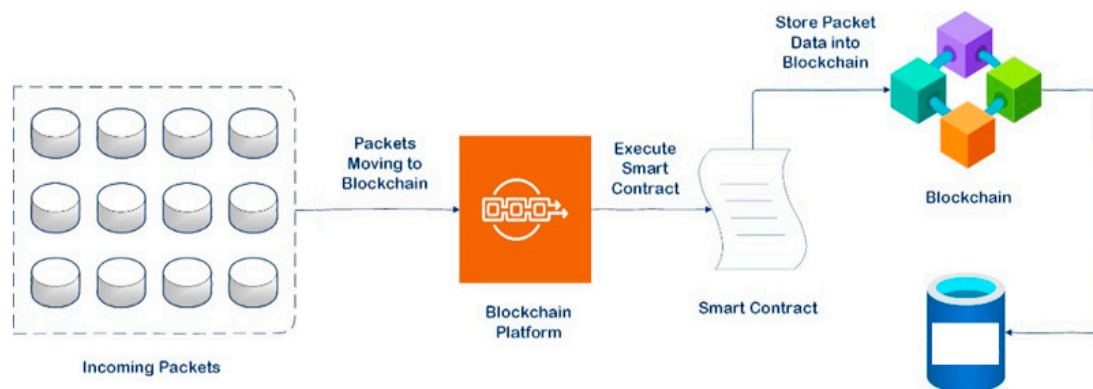 Store Packet
Data into
Blockchain
Packets
Moving to
Blockchain
Execute
Smart
Contract
Blockchain
Smart Contract
Blockchain
Platform
Incoming Packets